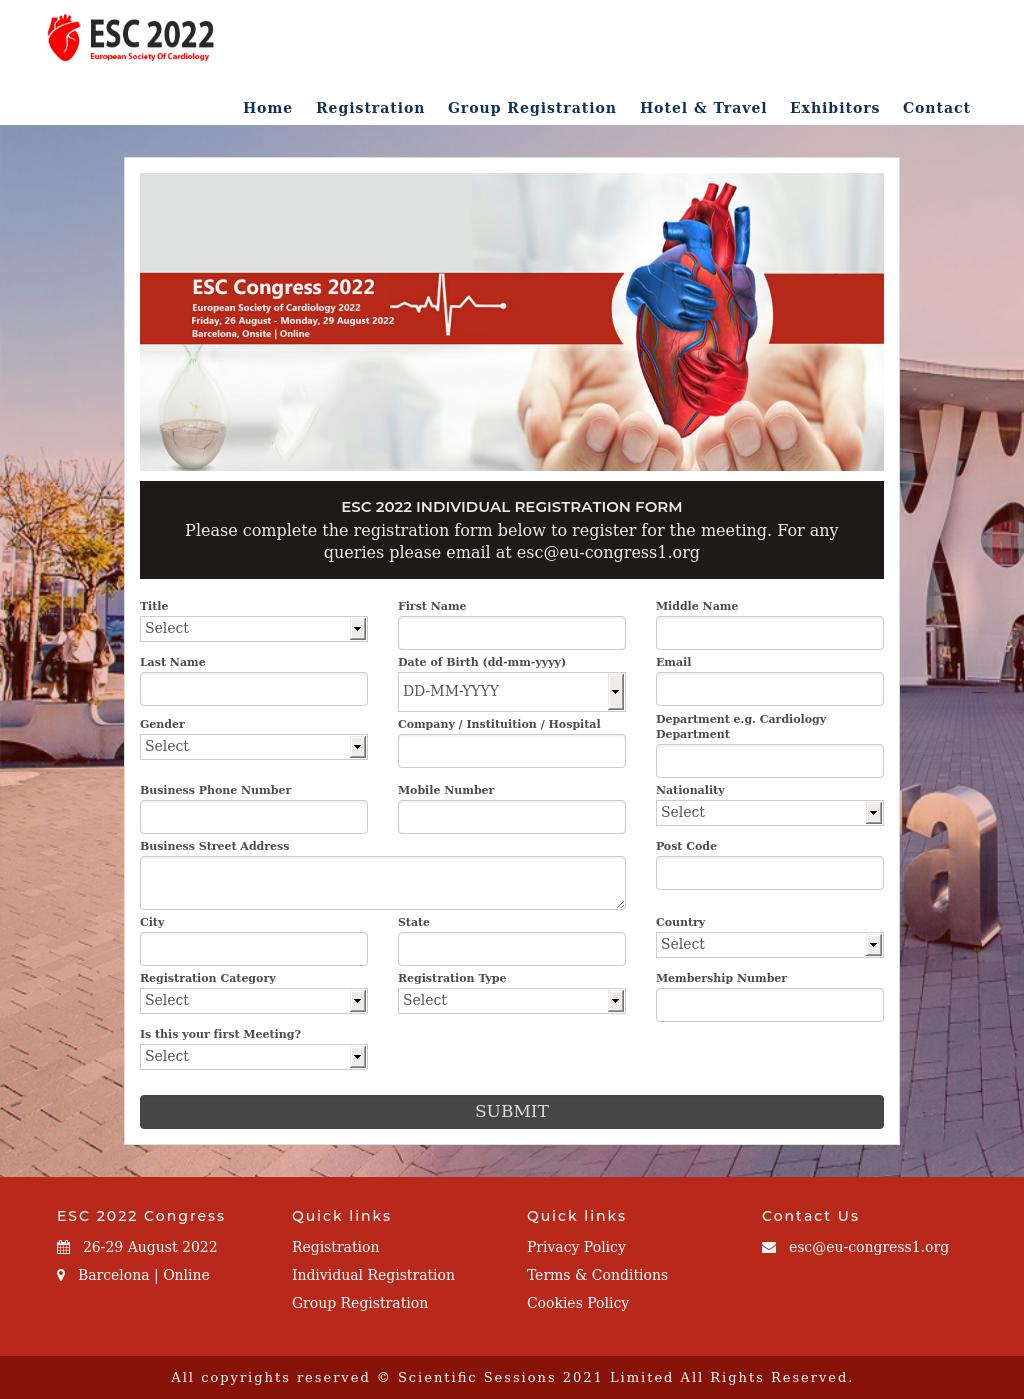 ESC 2022
European Society Of Cardiology
Home Registration Group Registration Hotel & Travel Exhibitors Contact
ESC Congress 2022
European Society of Cardiology 2022
Friday, 26 August - Monday, 29 August 2022
Barcelona, Onsite | Online
ESC 2022 INDIVIDUAL REGISTRATION FORM
Please complete the registration form below to register for the meeting. For any
queries please email at esc@eu-congress1.org
Title First Name Middle Name
Select
Last Name Date of Birth (dd-mm-yyyy) Email
DD-MM-YYYY
Gender Company / Instituition / Hospital Department e.g. Cardiology
Department
Select
Business Phone Number Mobile Number Nationality
Select
Business Street Address Post Code
City State Country
Select
Registration Category Registration Type Membership Number
Select Select
Is this your first Meeting?
Select
a
SUBMIT
ESC 2022 Congress Quick links Quick links Contact Us
26-29 August 2022 Registration Privacy Policy esc@eu-congress1.org
Barcelona | Online Individual Registration Terms & Conditions
Group Registration Cookies Policy
All copyrights reserved © Scientific Sessions 2021 Limited All Rights Reserved.